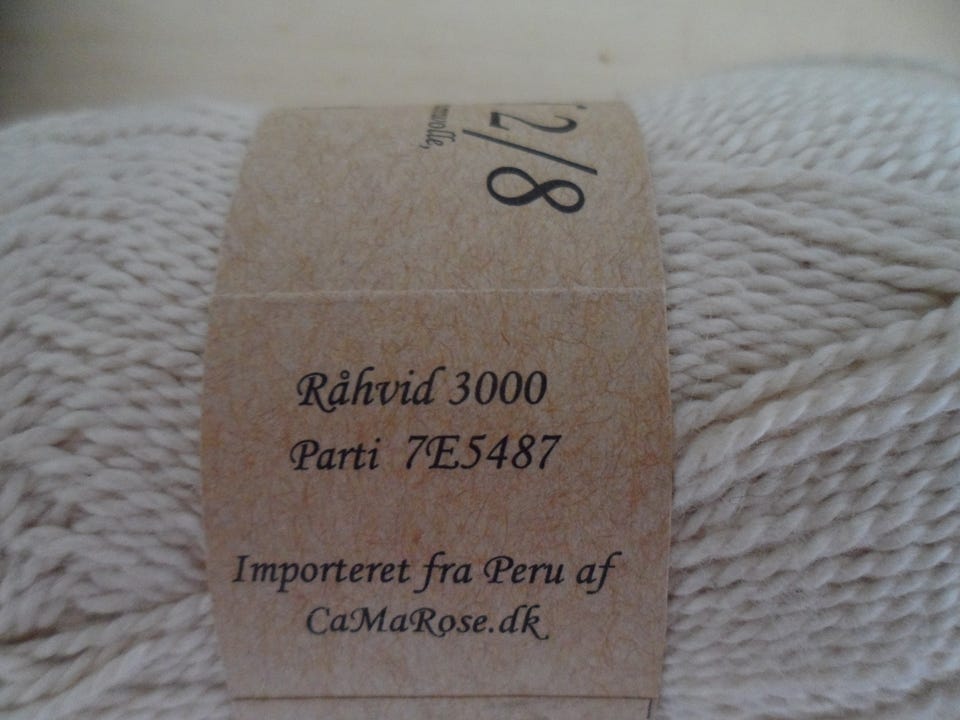 2/8
Råhvid 3000
Parti 7E5487
Importeret fra Peru af
CaMaRose.dk